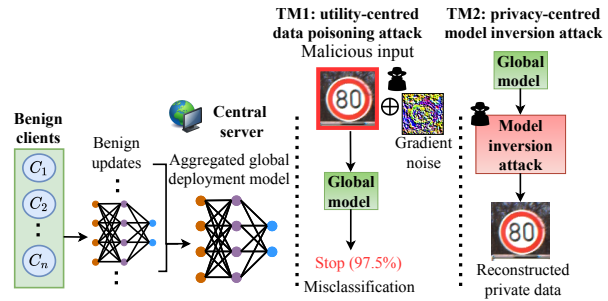 Benign
clients
C1
C2
Cn
Benign
updates
Central
server
Aggregated global
deployment model
TM1: utility-centred
data poisoning attack
Malicious input
80
Gradient
noise
Global
model
Stop (97.5%)
Misclassification
TM2: privacy-centred
model inversion attack
Global
model
Model
inversion
attack
80
Reconstructed
private data